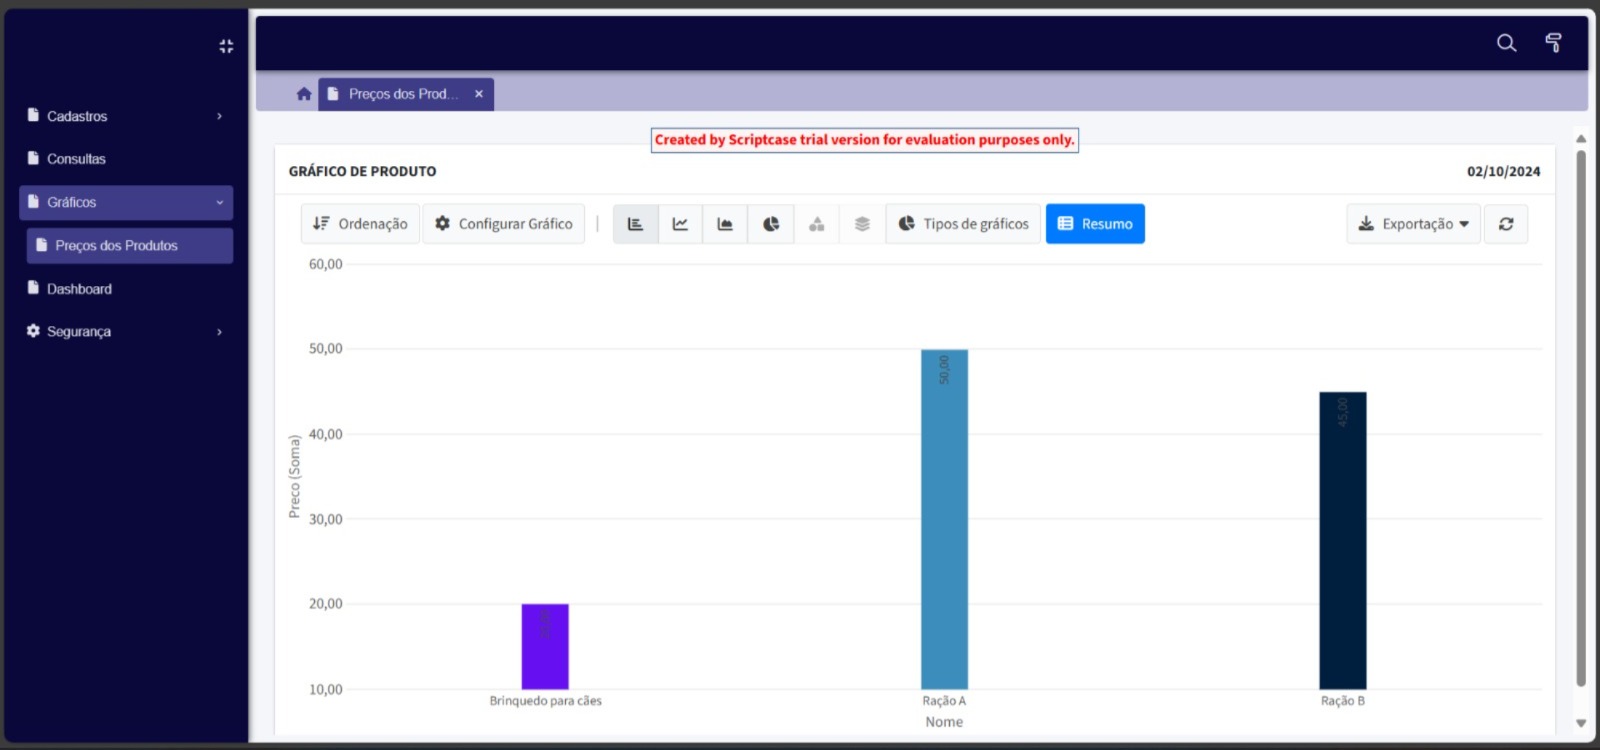 Cadastros
Consultas
Gráficos
Preços dos Produtos
Dashboard
Segurança
Preços dos Prod...
Created by Scriptcase trial version for evaluation purposes only.
GRÁFICO DE PRODUTO 02/10/2024
Ordenação Configurar Gráfico Tipos de gráficos Resumo Exportação
60,00
50,00
40,00
30,00
20,00
10,00
Preco (Soma)
50,00
45,00
Brinquedo para cães Ração A Ração B
Nome